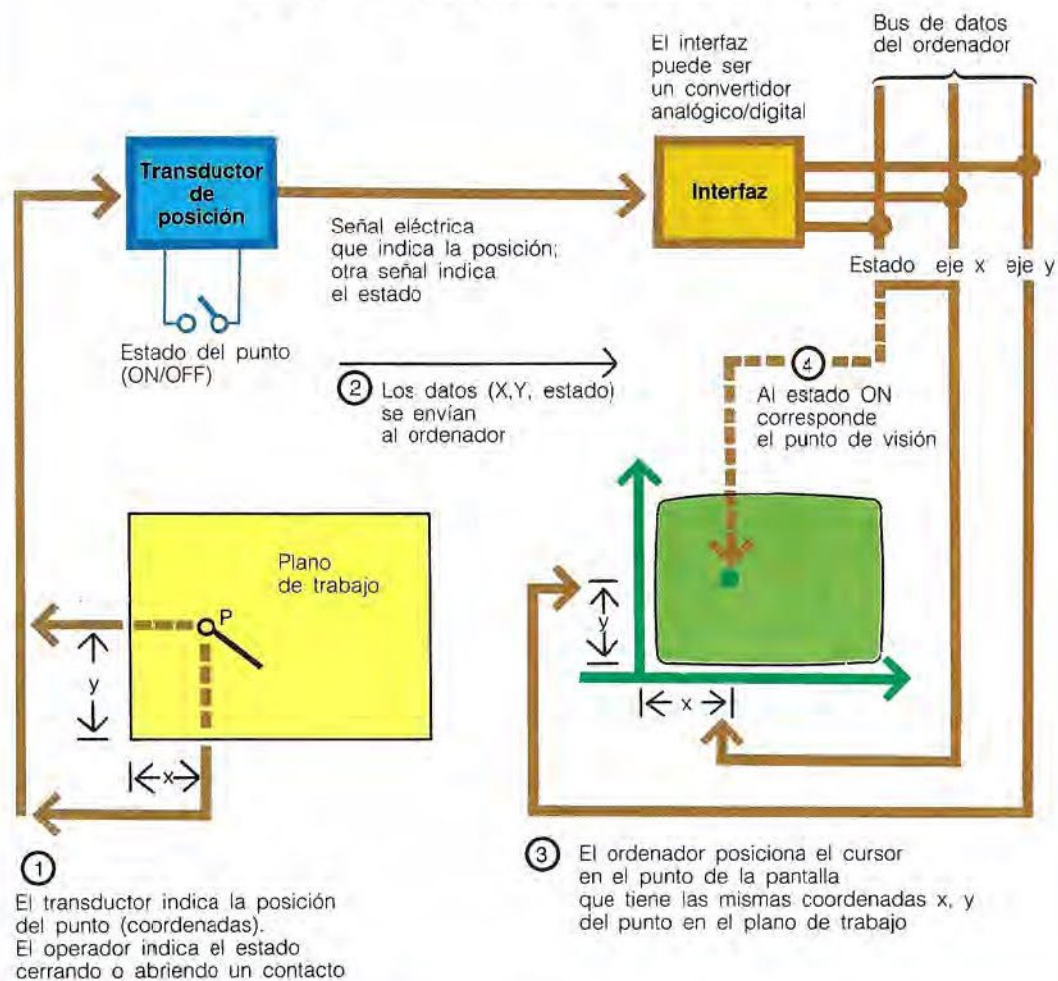 Bus de datos
del ordenador
El interfaz
puede ser
un convertidor
analógico/digital
Transductor
de
posición
Interfaz
Señal eléctrica
que indica la posición;
otra señal indica
el estado
Estado eje x eje y
Estado del punto
(ON/OFF)
2 Los datos (X,Y, estado)
se envían
al ordenador
4
Al estado ON
corresponde
el punto de visión
Plano
de trabajo
P
y
x
y
x
1
El transductor indica la posición
del punto (coordenadas).
El operador indica el estado
cerrando o abriendo un contacto
3 El ordenador posiciona el cursor
en el punto de la pantalla
que tiene las mismas coordenadas x, y
del punto en el plano de trabajo